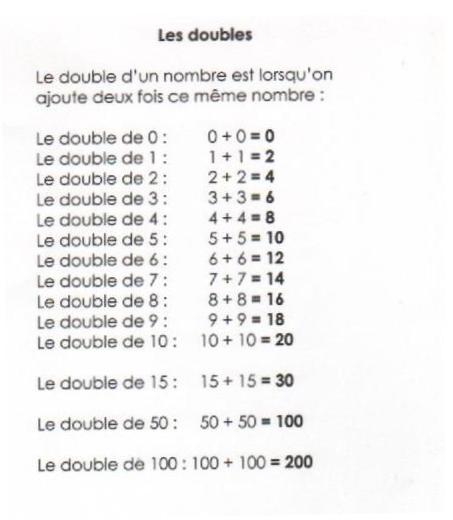 Les doubles
Le double d'un nombre est lorsqu'on
ajoute deux fois ce même nombre :
Le double de 0 : 0 + 0 = 0
Le double de 1 : 1 + 1 = 2
Le double de 2 : 2 + 2 = 4
Le double de 3 : 3 + 3 = 6
Le double de 4 : 4 + 4 = 8
Le double de 5 : 5 + 5 = 10
Le double de 6 : 6 + 6 = 12
Le double de 7 : 7 + 7 = 14
Le double de 8 : 8 + 8 = 16
Le double de 9 : 9 + 9 = 18
Le double de 10 : 10 + 10 = 20
Le double de 15 : 15 + 15 = 30
Le double de 50 : 50 + 50 = 100
Le double de 100 : 100 + 100 = 200